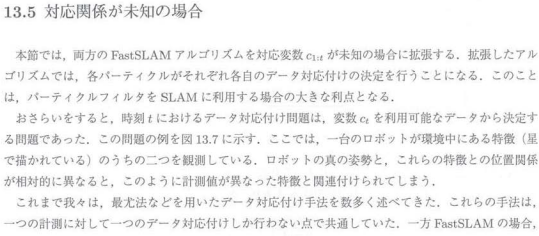 13.5 対応関係が未知の場合
本節では，両方の FastSLAM アルゴリズムを対応変数 c1:t が未知の場合に拡張する．拡張したアル
ゴリズムでは，各パーティクルがそれぞれ各自のデータ対応付けの決定を行うことになる．このこと
は，パーティクルフィルタを SLAM に利用する場合の大きな利点となる．
おさらいをすると，時刻 t におけるデータ対応付け問題は，変数 ct を利用可能なデータから決定す
る問題であった．この問題の例を図 13.7 に示す．ここでは，一台のロボットが環境中にある特徴（星
で描かれている）のうちの二つを観測している．ロボットの真の姿勢と，これらの特徴との位置関係
が相対的に異なると，このように計測値が異なった特徴と関連付けられてしまう．
これまで我々は，最尤法などを用いたデータ対応付け手法を数多く述べてきた．これらの手法は，
一つの計測に対して一つのデータ対応付けしか行わない点で共通していた．一方 FastSLAM の場合，